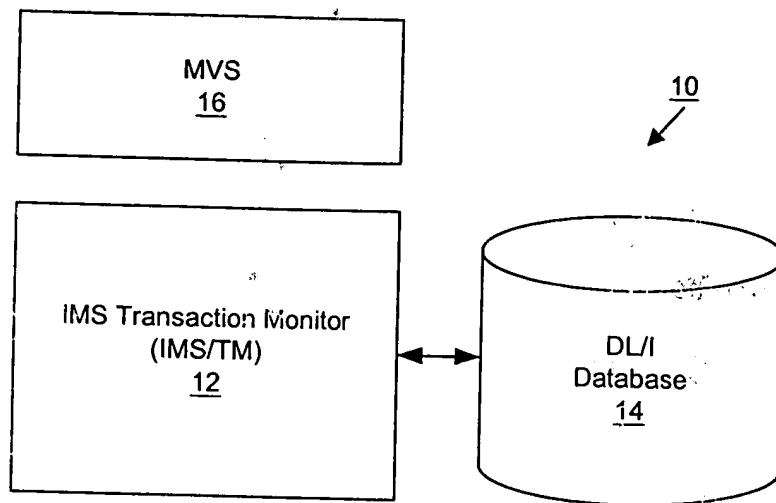 MVS
16
10
IMS Transaction Monitor
(IMS/TM)
12
DL/I
Database
14